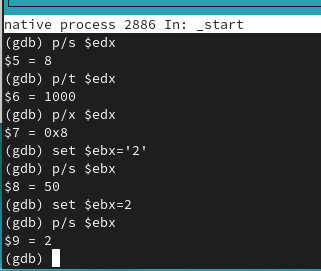 native process 2886 In: _start
(gdb) p/s $edx
$5 = 8
(gdb) p/t $edx
$6 = 1000
(gdb) p/x $edx
$7 = 0x8
(gdb) set $ebx='2'
(gdb) p/s $ebx
$8 = 50
(gdb) set $ebx=2
(gdb) p/s $ebx
$9 = 2
(gdb)